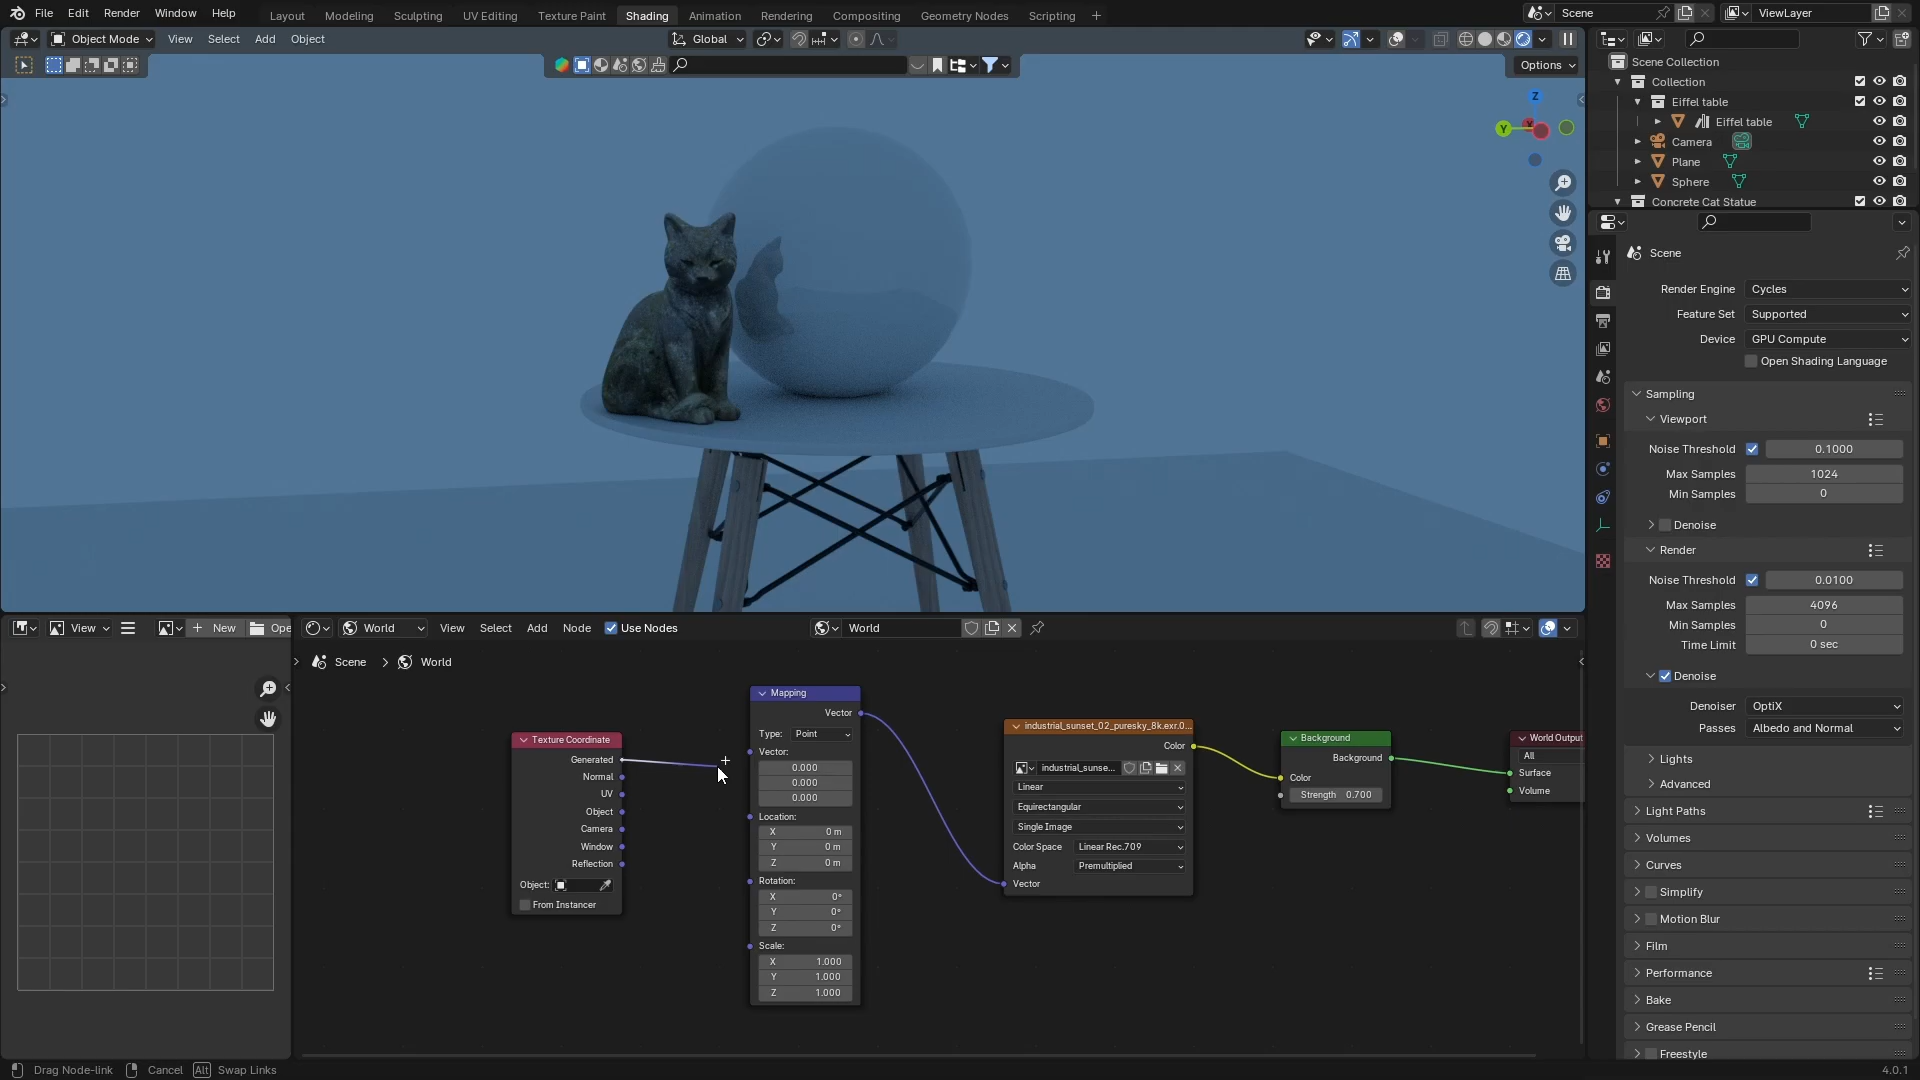 File Edit Render Window Help Layout Modeling Sculpting UV Editing Texture Paint Shading Animation Rendering Compositing Geometry Nodes Scripting Scene ViewLayer
Object Mode View Select Add Object Global
Options
Scene Collection
Collection
Eiffel table
Eiffel table
Camera
Plane
Sphere
Concrete Cat Statue
Z
Y
X
Scene
Render Engine Cycles
Feature Set Supported
Device GPU Compute
Open Shading Language
Sampling
Viewport
Noise Threshold 0.1000
Max Samples 1024
Min Samples 0
Denoise
Render
Noise Threshold 0.0100
Max Samples 4096
Min Samples 0
Time Limit 0 sec
Denoise
Denoiser OptiX
Passes Albedo and Normal
Lights
Advanced
Light Paths
Volumes
Curves
Simplify
Motion Blur
Film
Performance
Bake
Grease Pencil
Freestyle
View New Ope
World View Select Add Node Use Nodes World
Scene World
Texture Coordinate
Generated
Normal
UV
Object
Camera
Window
Reflection
Object:
From Instancer
Mapping
Vector
Type: Point
Vector:
0.000
0.000
0.000
Location:
X 0 m
Y 0 m
Z 0 m
Rotation:
X 0°
Y 0°
Z 0°
Scale:
X 1.000
Y 1.000
Z 1.000
industrial_sunset_02_puresky_8k.exr.0...
Color
industrial_sunse...
Linear
Equirectangular
Single Image
Color Space Linear Rec.709
Alpha Premultiplied
Vector
Background
Background
Color
Strength 0.700
World Output
All
Surface
Volume
Drag Node-link Cancel Alt Swap Links 4.0.1